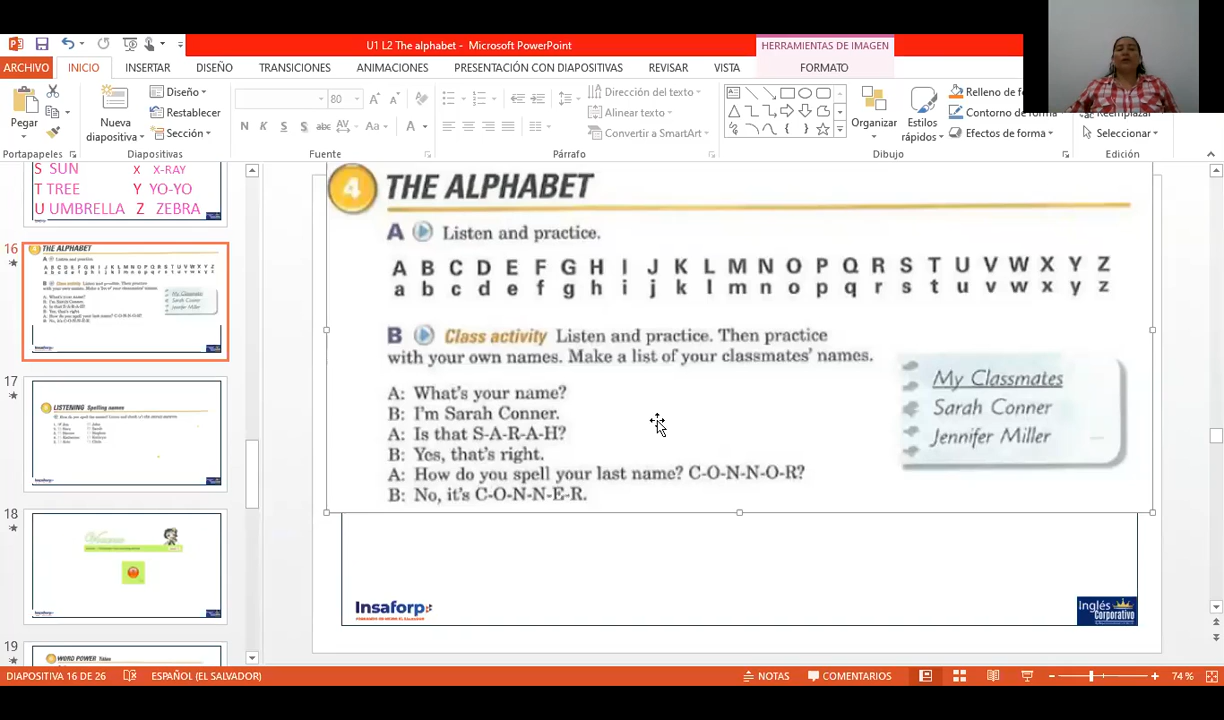 U1 L2 The alphabet - Microsoft PowerPoint
HERRAMIENTAS DE IMAGEN
ARCHIVO INICIO INSERTAR DISEÑO TRANSICIONES ANIMACIONES PRESENTACIÓN CON DIAPOSITIVAS REVISAR VISTA FORMATO
Pegar
Nueva diapositiva
Diseño
Restablecer
Sección
80
N K S S abc AV Aa A
Dirección del texto
Alinear texto
Convertir a SmartArt
Organizar
Estilos rápidos
Relleno de
Contorno de forma
Efectos de forma
Reemplazar
Seleccionar
Portapapeles Diapositivas Fuente Párrafo Dibujo Edición
S SUN X X-RAY
T TREE Y YO-YO
U UMBRELLA Z ZEBRA
16
THE ALPHABET
17
LISTENING Spelling names
18
19
WORD POWER Titles
4 THE ALPHABET
A Listen and practice.
A B C D E F G H I J K L M N O P Q R S T U V W X Y Z
a b c d e f g h i j k l m n o p q r s t u v w x y z
B Class activity Listen and practice. Then practice
with your own names. Make a list of your classmates' names.
A: What's your name?
B: I'm Sarah Conner.
A: Is that S-A-R-A-H?
B: Yes, that's right.
A: How do you spell your last name? C-O-N-N-O-R?
B: No, it's C-O-N-N-E-R.
My Classmates
Sarah Conner
Jennifer Miller
Insaforp
Inglés
Corporativo
DIAPOSITIVA 16 DE 26 ESPAÑOL (EL SALVADOR) NOTAS COMENTARIOS 74 %